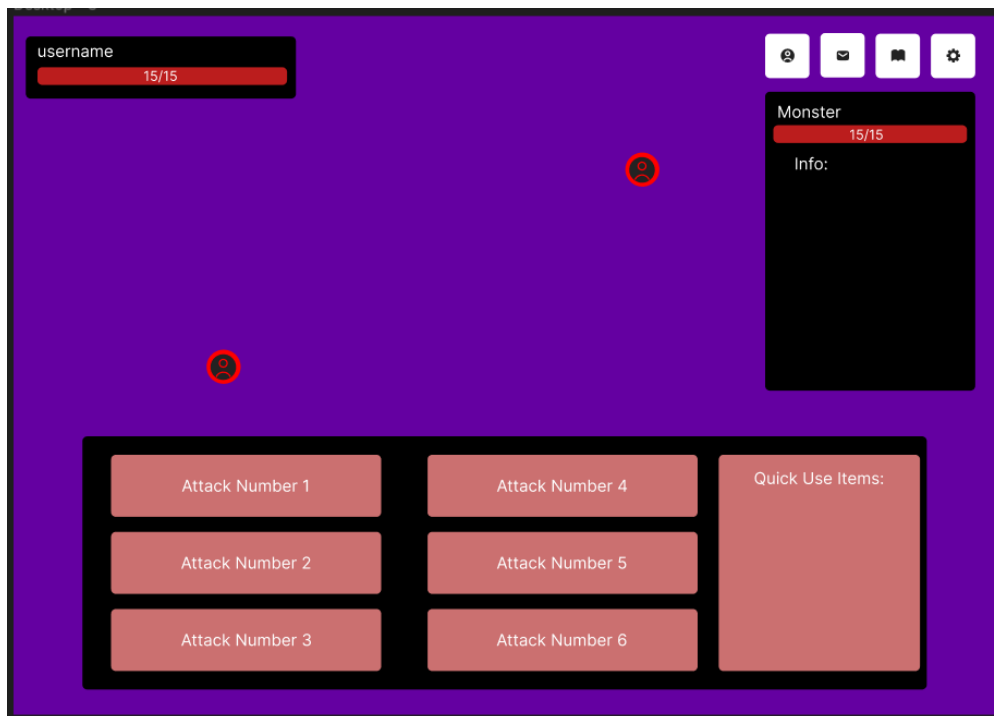 username
15/15
Monster
15/15
Info:
Attack Number 1
Attack Number 4
Quick Use Items:
Attack Number 2
Attack Number 5
Attack Number 3
Attack Number 6